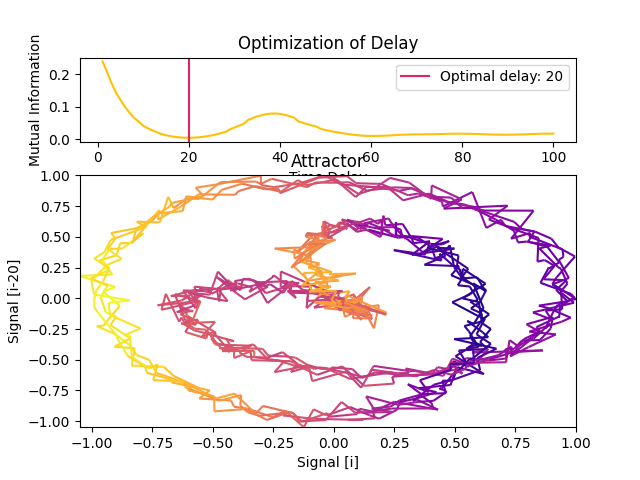 Optimization of Delay
Mutual Information
0.2
0.1
0.0
Optimal delay: 20
0 20 40 60 80 100
Attractor
Signal [i-20]
1.00
0.75
0.50
0.25
0.00
−0.25
−0.50
−0.75
−1.00
−1.00 −0.75 −0.50 −0.25 0.00 0.25 0.50 0.75 1.00
Signal [i]